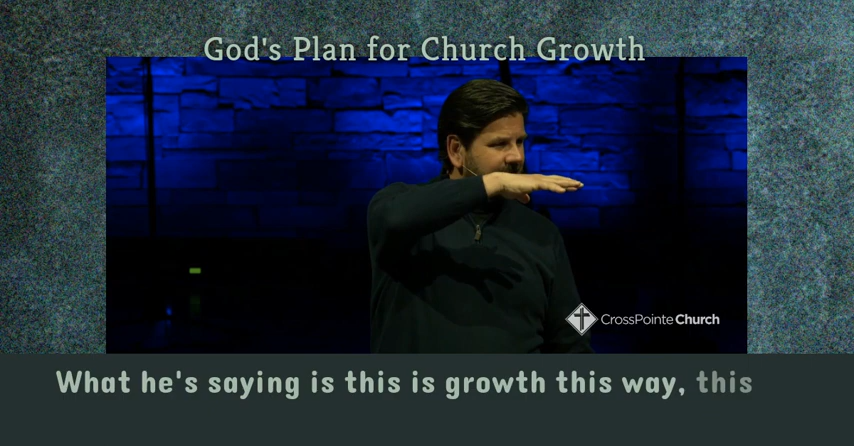 God's Plan for Church Growth
CrossPointe Church
What he's saying is this is growth this way, this